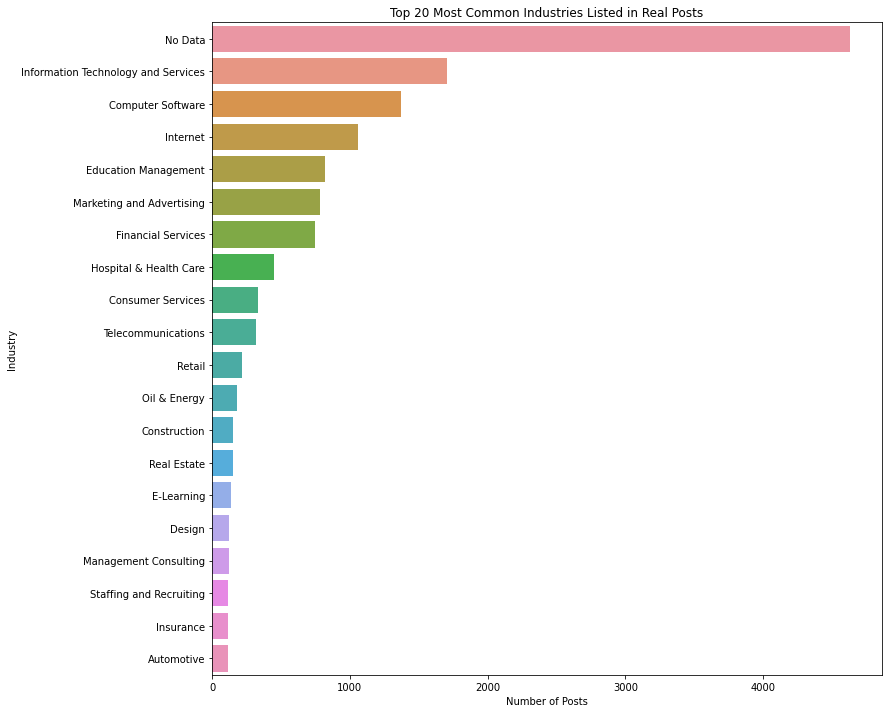 Top 20 Most Common Industries Listed in Real Posts
No Data
Information Technology and Services
Computer Software
Internet
Education Management
Marketing and Advertising
Financial Services
Hospital & Health Care
Consumer Services
Telecommunications
Retail
Oil & Energy
Construction
Real Estate
E-Learning
Design
Management Consulting
Staffing and Recruiting
Insurance
Automotive
Industry
0 1000 2000 3000 4000
Number of Posts